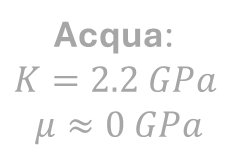 Acqua:
K = 2.2 GPa
μ ≈ 0 GPa